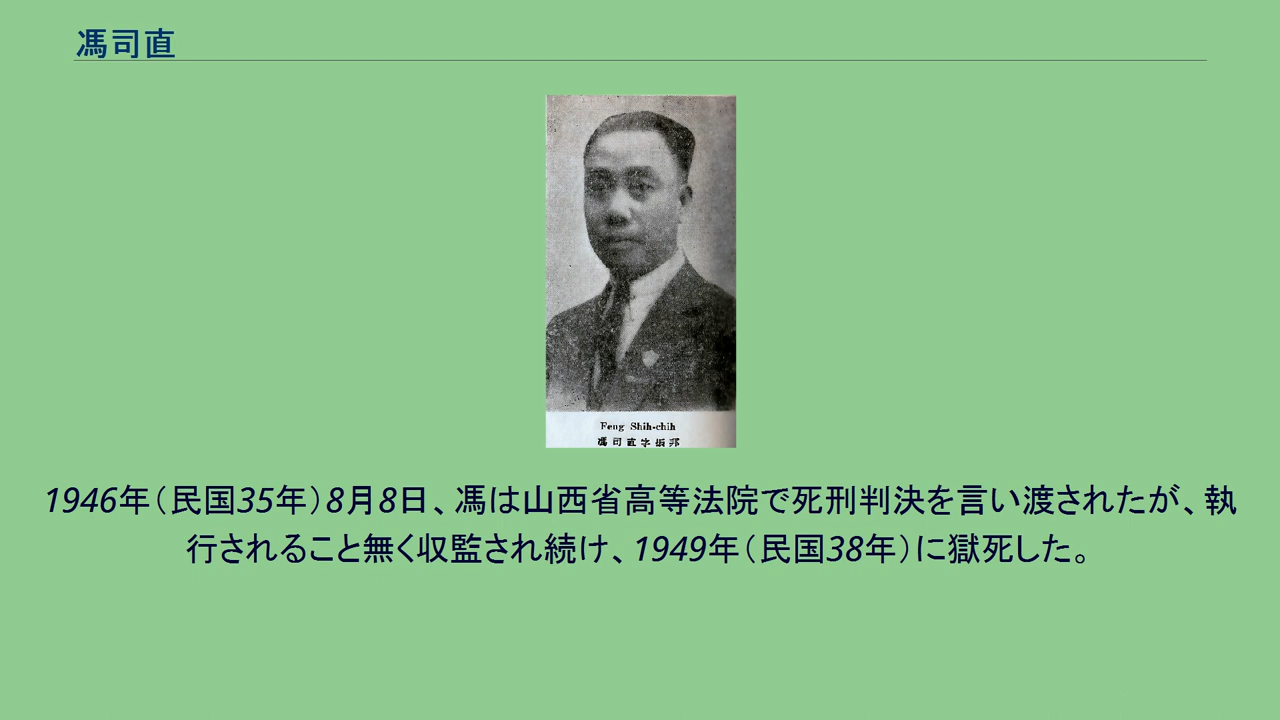 馮司直
Feng Shih-chih
馮司直字振邦
1946年（民国35年）8月8日、馮は山西省高等法院で死刑判決を言い渡されたが、執
行されること無く収監され続け、1949年（民国38年）に獄死した。